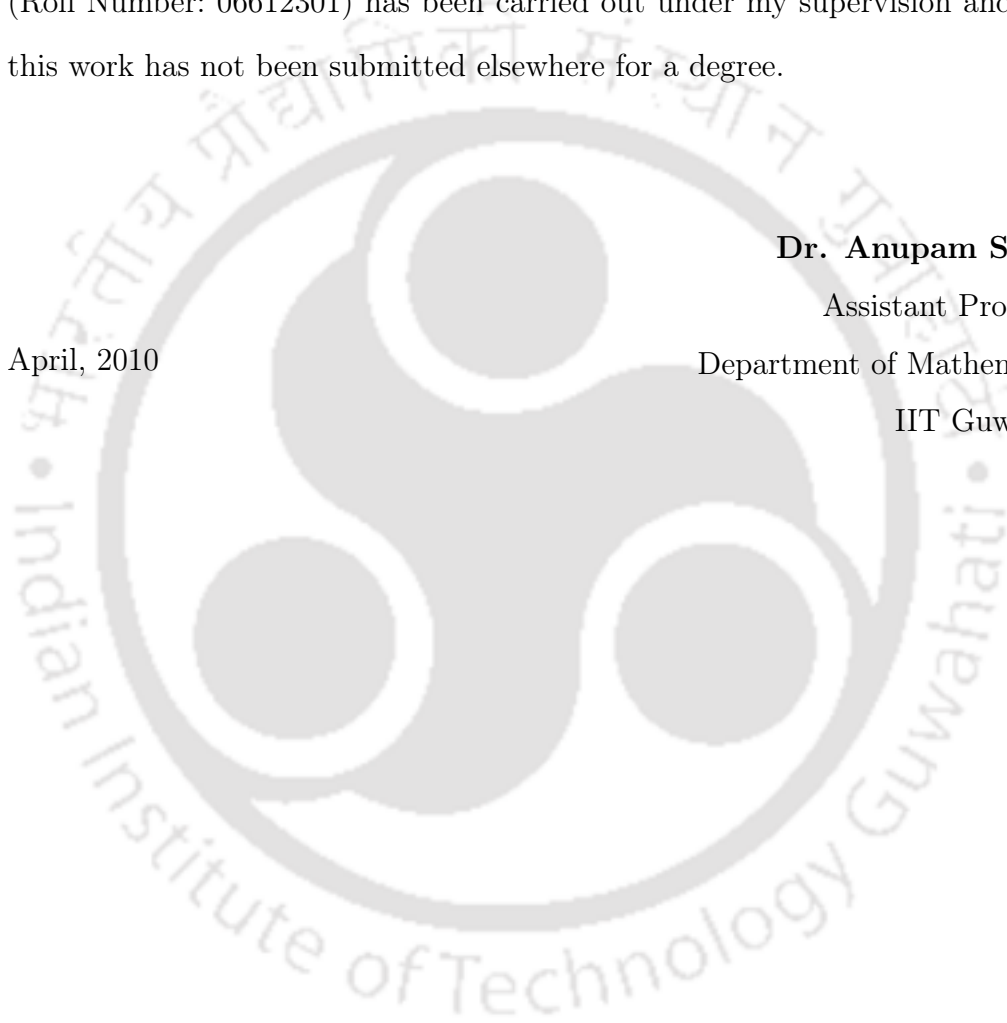 (Roll Number: 06612301) has been carried out under my supervision and
this work has not been submitted elsewhere for a degree.
Dr. Anupam S
Assistant Pro
April, 2010
Department of Mathem
IIT Guw
भारतीय प्रौद्योगिकी संस्थान गुवाहाटी
Indian Institute of Technology Guwahati